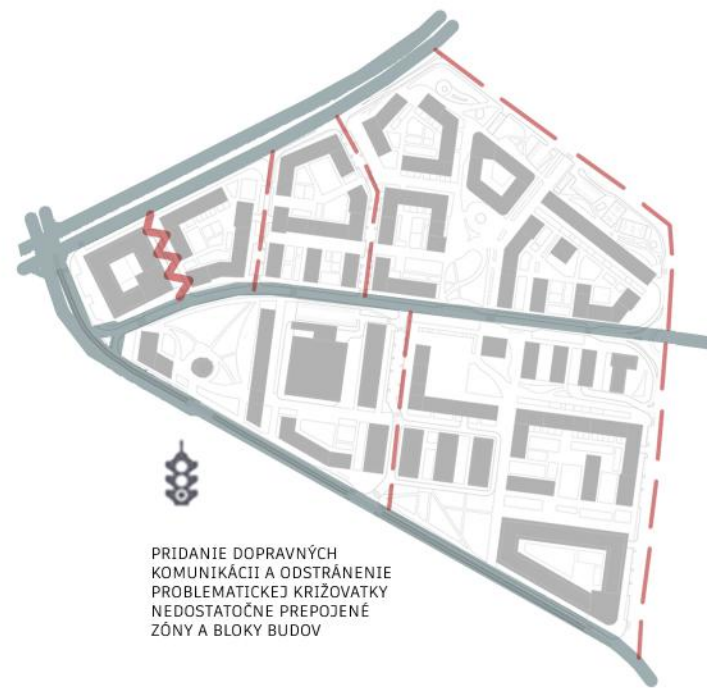 PRIDANIE DOPRAVNÝCH
KOMUNIKÁCII A ODSTRÁNENIE
PROBLEMATICKEJ KRIŽOVATKY
NEDOSTATOČNE PREPOJENÉ
ZÓNY A BLOKY BUDOV